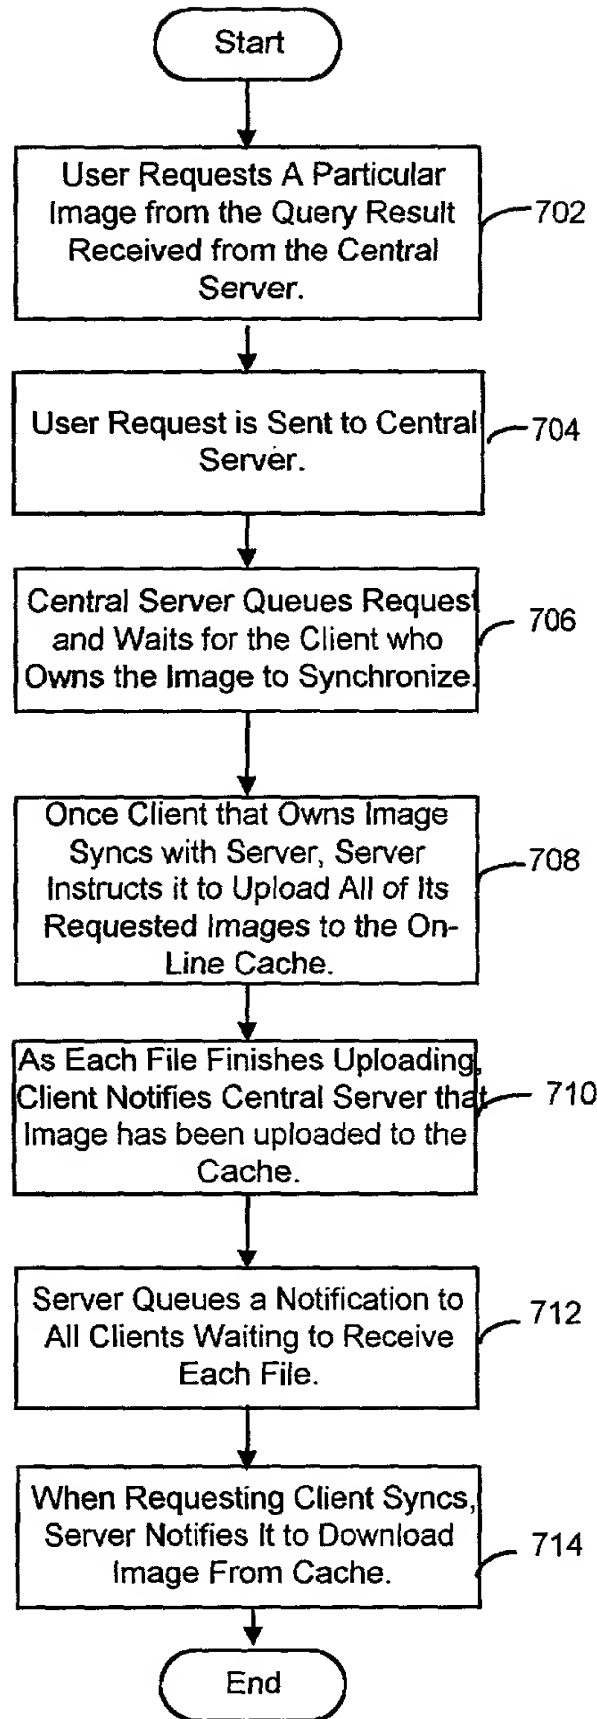 Start
User Requests A Particular
Image from the Query Result
Received from the Central
Server.
702
User Request is Sent to Central
Server.
704
Central Server Queues Request
and Waits for the Client who
Owns the Image to Synchronize.
706
Once Client that Owns Image
Syncs with Server, Server
Instructs it to Upload All of Its
Requested Images to the On-
Line Cache.
708
As Each File Finishes Uploading,
Client Notifies Central Server that
Image has been uploaded to the
Cache.
710
Server Queues a Notification to
All Clients Waiting to Receive
Each File.
712
When Requesting Client Syncs,
Server Notifies It to Download
Image From Cache.
714
End